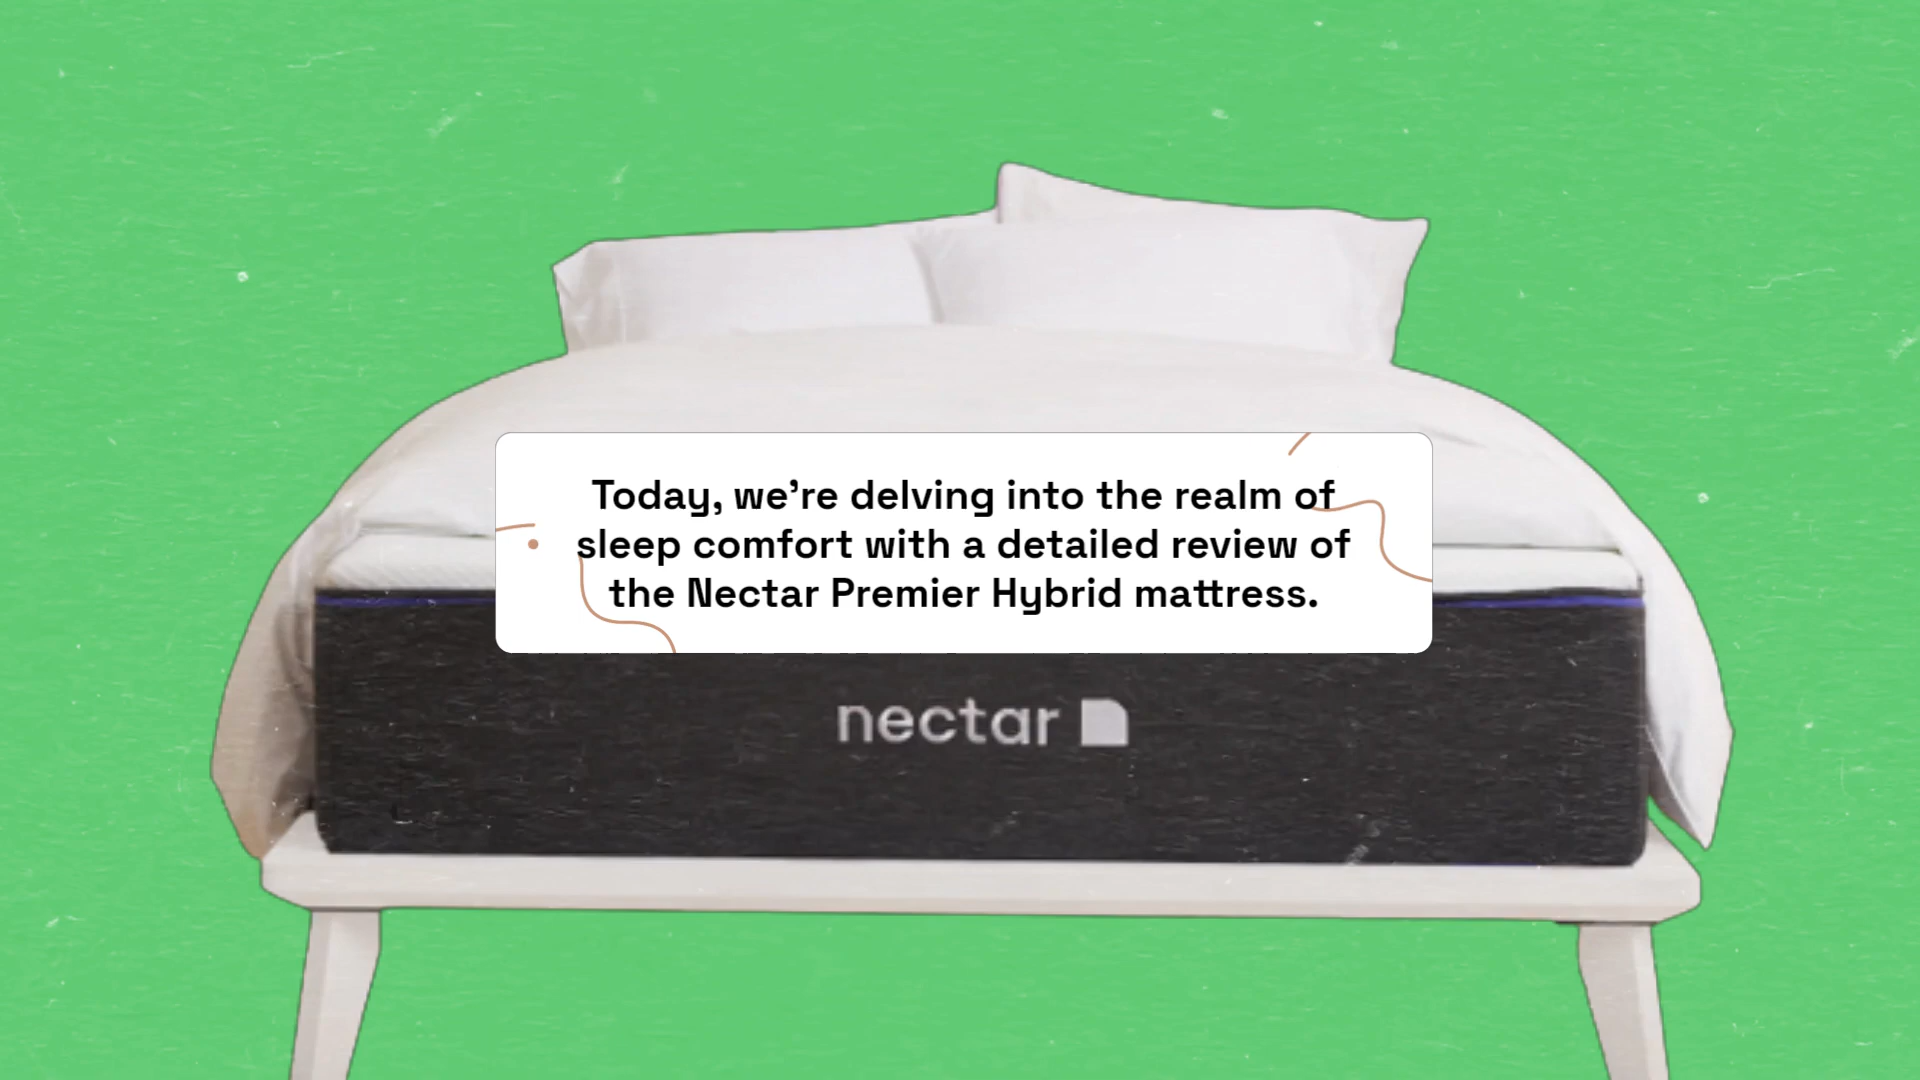 Today, we’re delving into the realm of
sleep comfort with a detailed review of
the Nectar Premier Hybrid mattress.
nectar